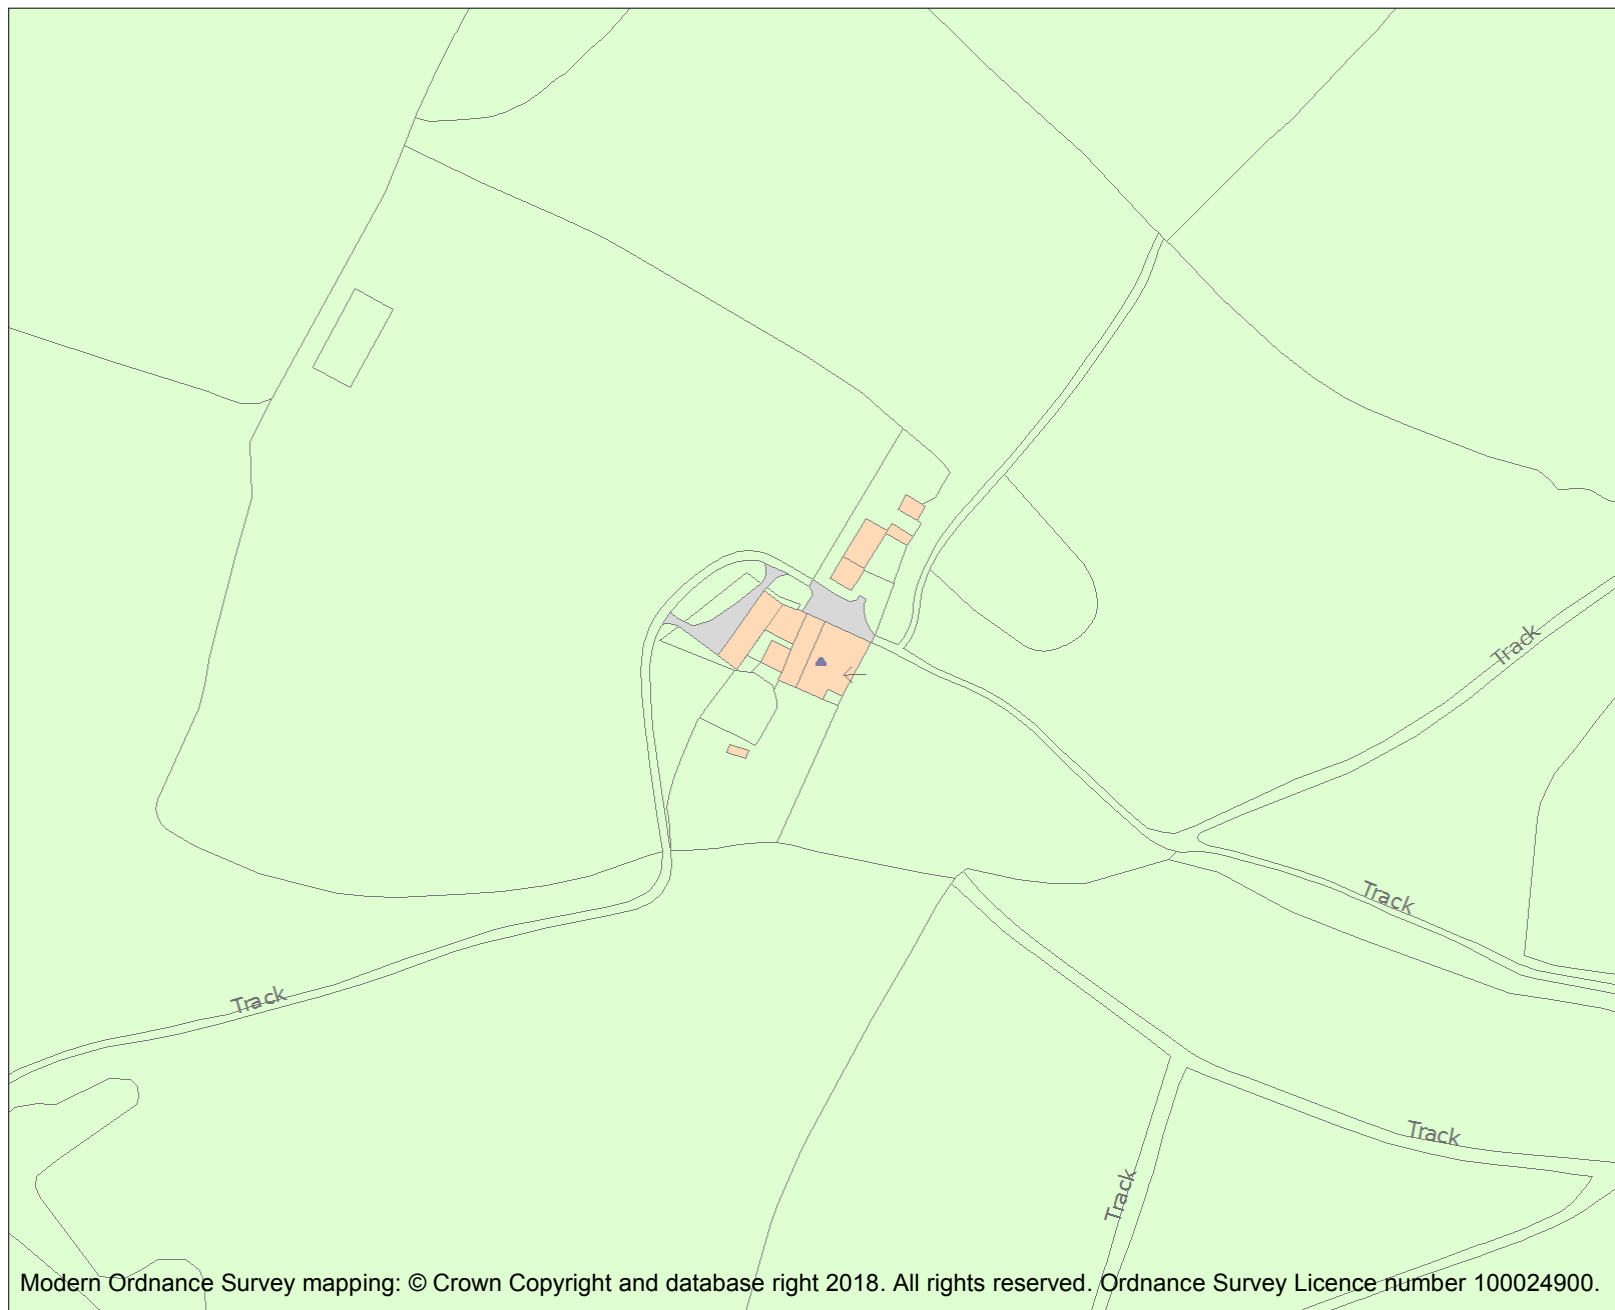 Track
Track
Track
Track
Track
Modern Ordnance Survey mapping: © Crown Copyright and database right 2018. All rights reserved. Ordnance Survey Licence number 100024900.